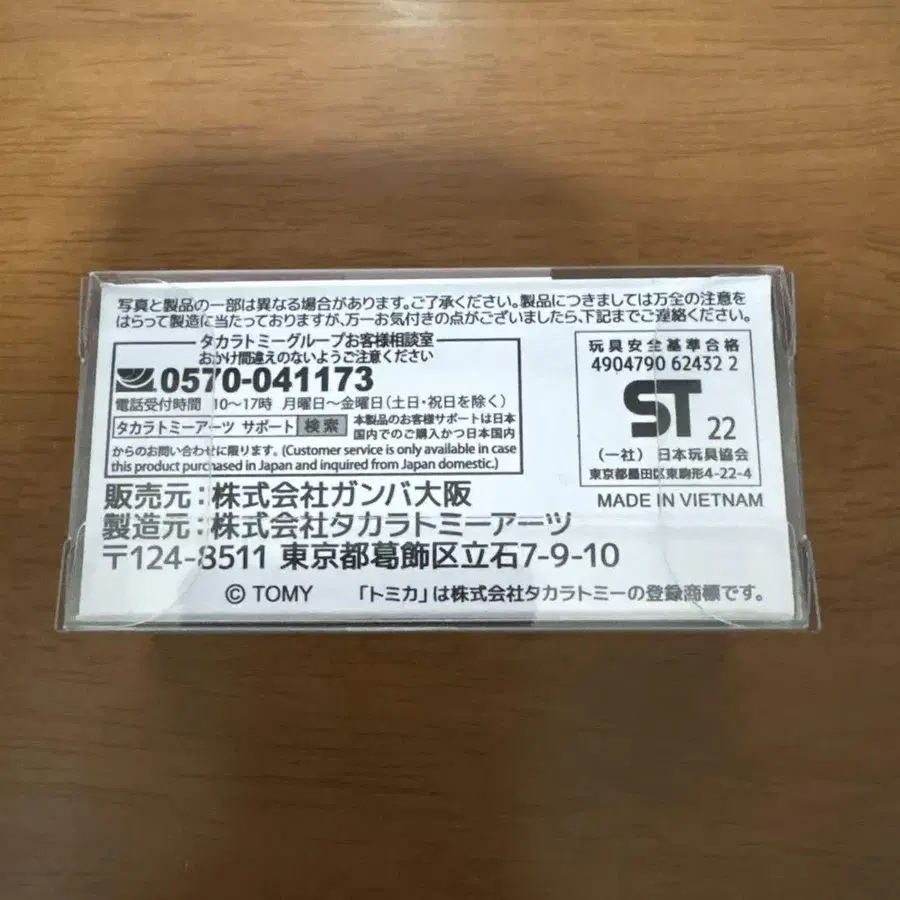 写真と製品の一部は異なる場合があります。ご了承ください。製品につきましては万全の注意を
はらって製造に当たっておりますが、万一お気付きの点がございましたら、下記までご連絡ください。
タカラトミーグループお客様相談室
おかけ間違えのないようご注意ください
0570-041173
電話受付時間 10〜17時 月曜日〜金曜日(土日・祝日を除く)
タカラトミーアーツ サポート 検索
本製品のお客様サポートは日本
国内でのご購入かつ日本国内
からのお問い合わせに限ります。(Customer service is only available in case
this product purchased in Japan and inquired from Japan domestic.)
玩具安全基準合格
4904790 62432 2
ST 22
(一社) 日本玩具協会
東京都墨田区東駒形4-22-4
MADE IN VIETNAM
販売元:株式会社ガンバ大阪
製造元:株式会社タカラトミーアーツ
〒124-8511 東京都葛飾区立石7-9-10
© TOMY 「トミカ」は株式会社タカラトミーの登録商標です。